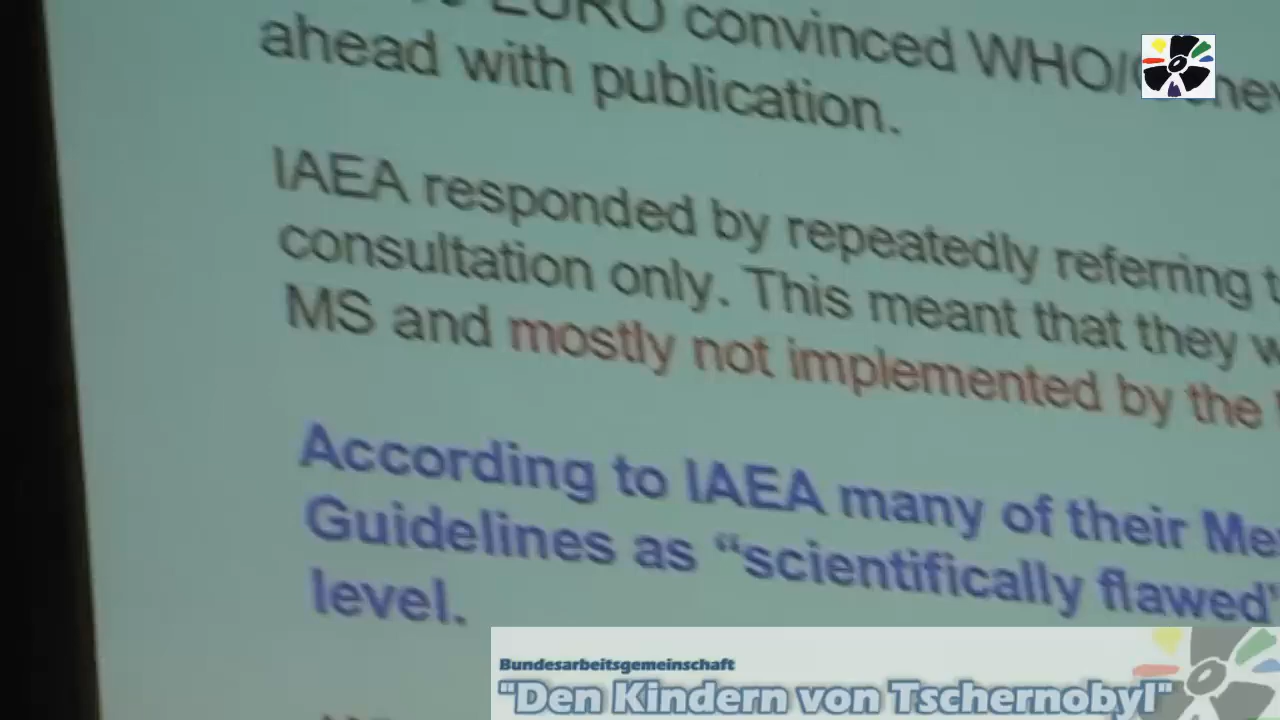 EURO convinced WHO/
ahead with publication.
IAEA responded by repeatedly referring
consultation only. This meant that they
MS and mostly not implemented by the
According to IAEA many of their
Guidelines as “scientifically flawed”
level.
Bundesarbeitsgemeinschaft
"Den Kindern von Tschernobyl"